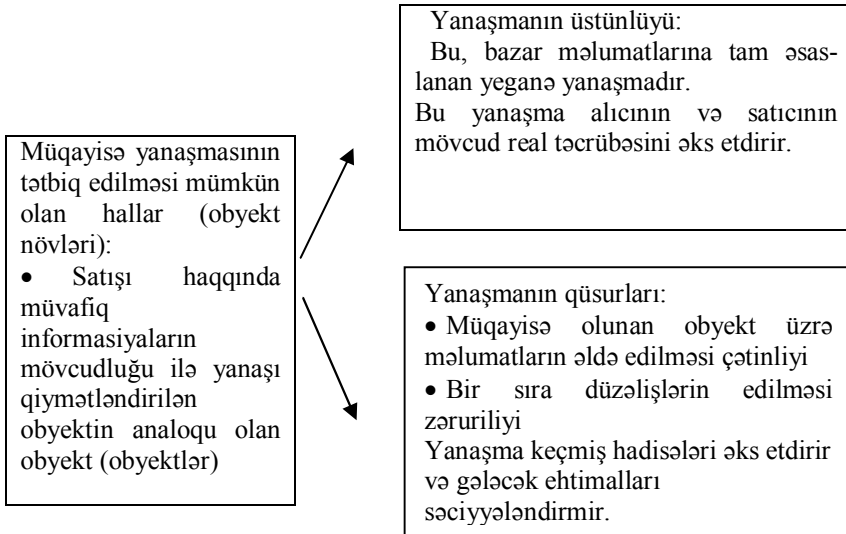 Müqayisə yanaşmasının
tətbiq edilməsi mümkün
olan hallar (obyekt
növləri):
• Satışı haqqında
müvafiq
informasiyaların
mövcudluğu ilə yanaşı
qiymətləndirilən
obyektin analoqu olan
obyekt (obyektlər)
Yanaşmanın üstünlüyü:
Bu, bazar məlumatlarına tam əsas-
lanan yeganə yanaşmadır.
Bu yanaşma alıcının və satıcının
mövcud real təcrübəsini əks etdirir.
Yanaşmanın qüsurları:
• Müqayisə olunan obyekt üzrə
məlumatların əldə edilməsi çətinliyi
• Bir sıra düzəlişlərin edilməsi
zəruriliyi
Yanaşma keçmiş hadisələri əks etdirir
və gələcək ehtimalları
səciyyələndirmir.